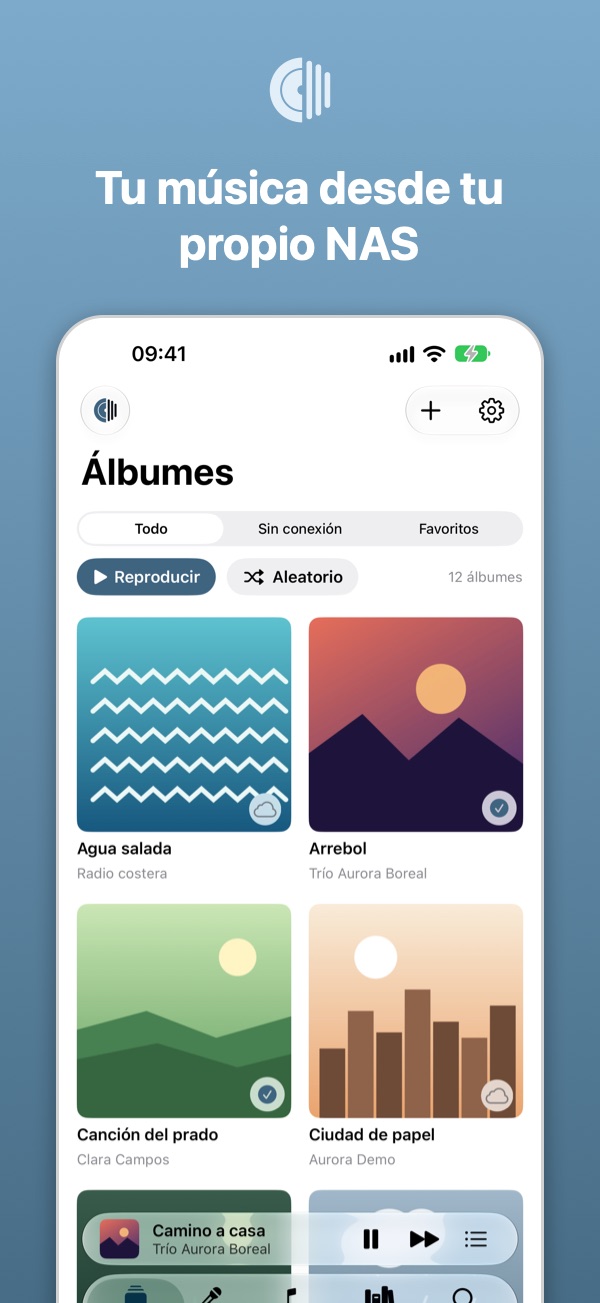 Tu música desde tu
propio NAS
09:41
Álbumes
Todo
Sin conexión
Favoritos
Reproducir
Aleatorio
12 álbumes
Agua salada
Radio costera
Arrebol
Trío Aurora Boreal
Canción del prado
Clara Campos
Ciudad de papel
Aurora Demo
Camino a casa
Trío Aurora Boreal